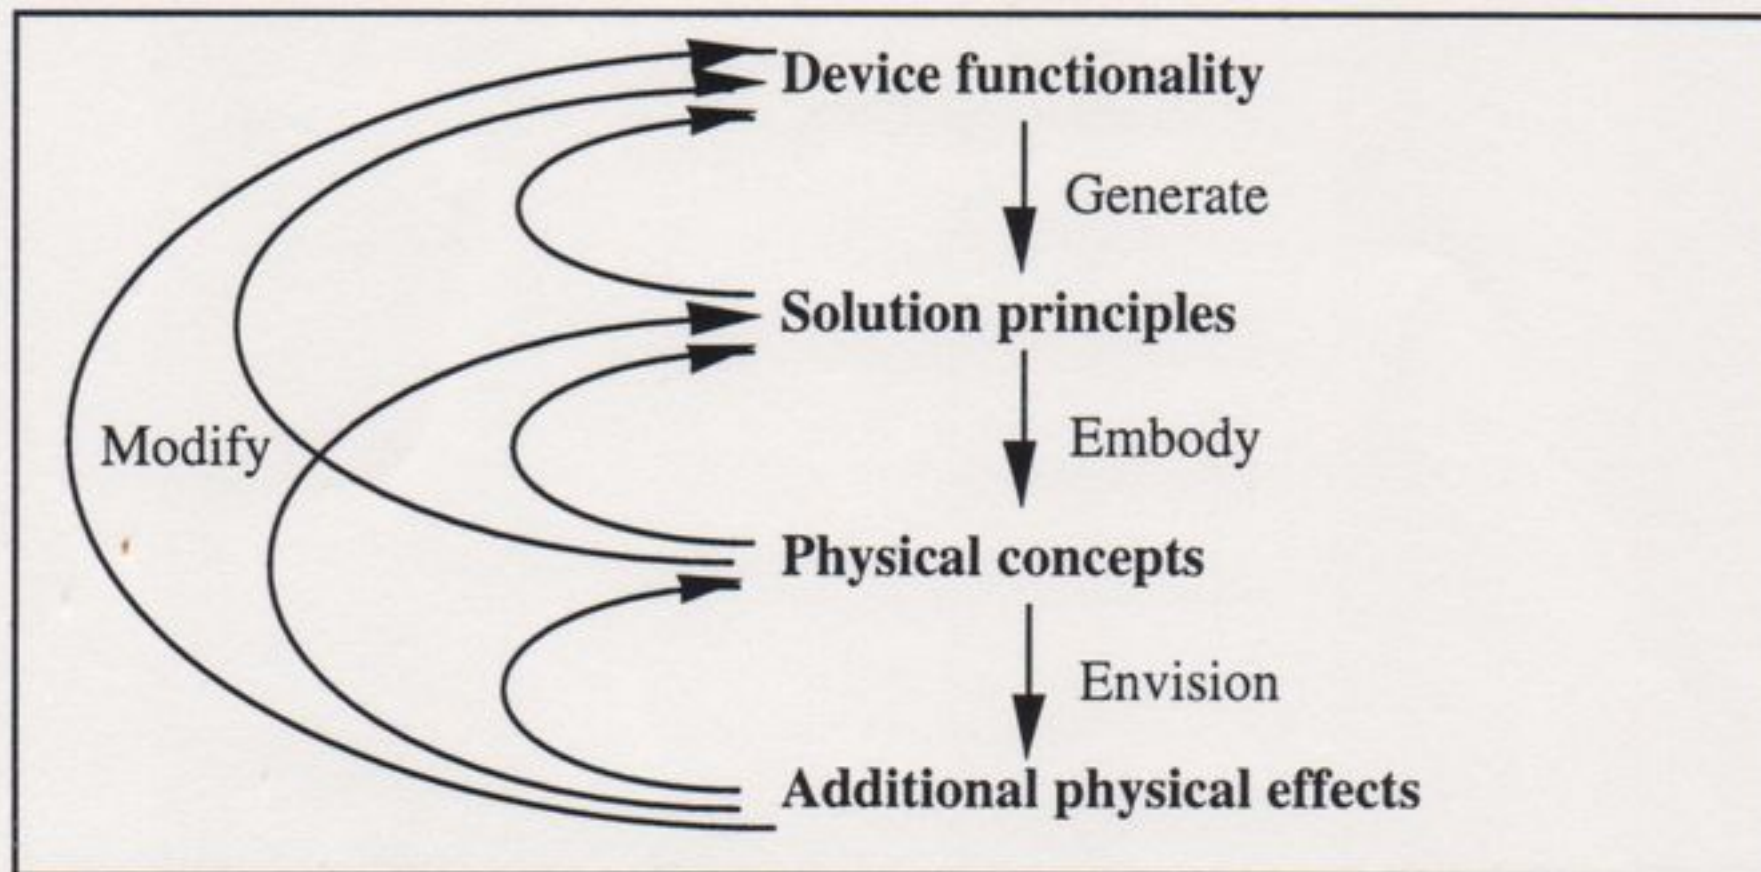 Device functionality
Generate
Solution principles
Embody
Modify
Physical concepts
Envision
Additional physical effects